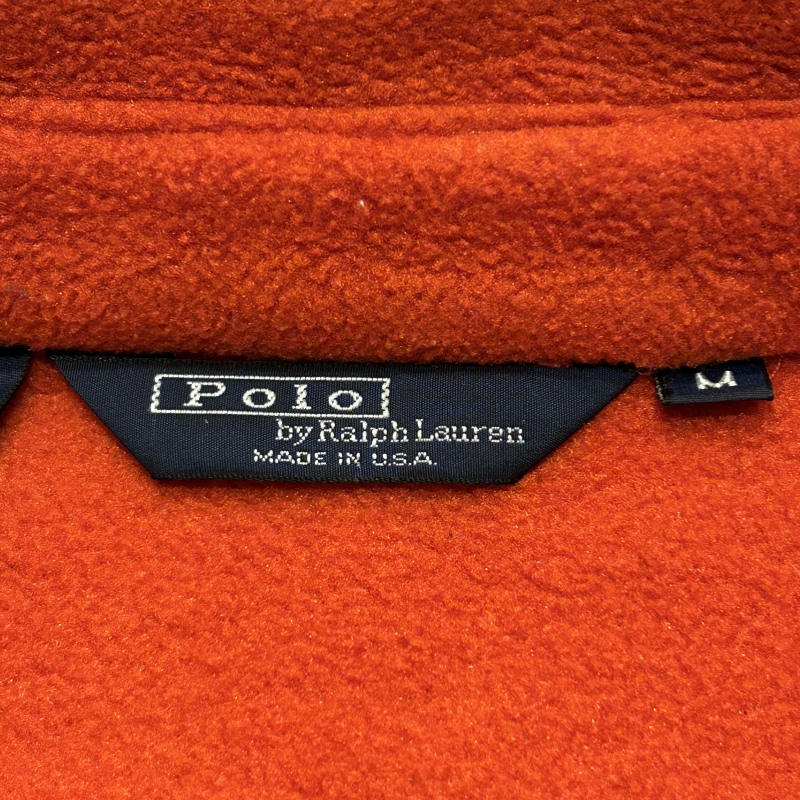 Polo
by Ralph Lauren
MADE IN U.S.A.
M